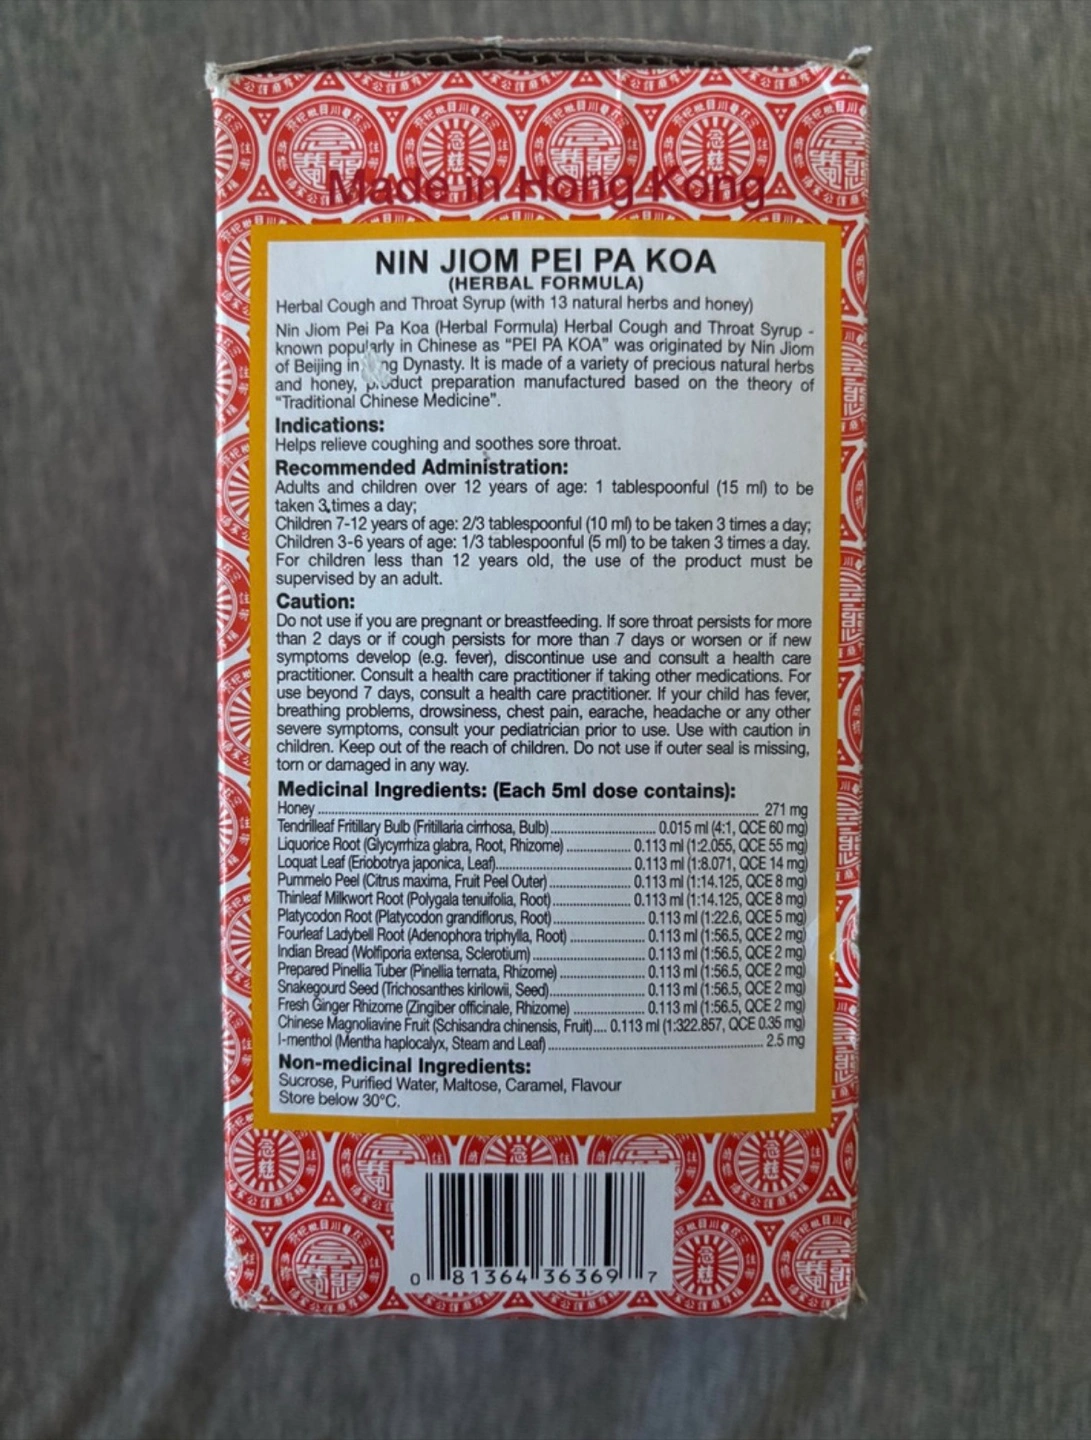 Made in Hong Kong
NIN JIOM PEI PA KOA
(HERBAL FORMULA)
Herbal Cough and Throat Syrup (with 13 natural herbs and honey)
Nin Jiom Pei Pa Koa (Herbal Formula) Herbal Cough and Throat Syrup -
known popularly in Chinese as "PEI PA KOA" was originated by Nin Jiom
of Beijing in Dynasty. It is made of a variety of precious natural herbs
and honey, product preparation manufactured based on the theory of
"Traditional Chinese Medicine".
Indications:
Helps relieve coughing and soothes sore throat.
Recommended Administration:
Adults and children over 12 years of age: 1 tablespoonful (15 ml) to be
taken 3 times a day;
Children 7-12 years of age: 2/3 tablespoonful (10 ml) to be taken 3 times a day;
Children 3-6 years of age: 1/3 tablespoonful (5 ml) to be taken 3 times a day.
For children less than 12 years old, the use of the product must be
supervised by an adult.
Caution:
Do not use if you are pregnant or breastfeeding. If sore throat persists for more
than 2 days or if cough persists for more than 7 days or worsen or if new
symptoms develop (e.g. fever), discontinue use and consult a health care
practitioner. Consult a health care practitioner if taking other medications. For
use beyond 7 days, consult a health care practitioner. If your child has fever,
breathing problems, drowsiness, chest pain, earache, headache or any other
severe symptoms, consult your pediatrician prior to use. Use with caution in
children. Keep out of the reach of children. Do not use if outer seal is missing,
torn or damaged in any way.
Medicinal Ingredients: (Each 5ml dose contains):
Honey 271 mg
Tendrilleaf Fritillary Bulb (Fritillaria cirrhosa, Bulb) 0.015 ml (4:1, QCE 60 mg)
Liquorice Root (Glycyrrhiza glabra, Root, Rhizome) 0.113 ml (1:2.055, QCE 55 mg)
Loquat Leaf (Eriobotrya japonica, Leaf) 0.113 ml (1:8.071, QCE 14 mg)
Pummelo Peel (Citrus maxima, Fruit Peel Outer) 0.113 ml (1:14.125, QCE 8 mg)
Thinleaf Milkwort Root (Polygala tenuifolia, Root) 0.113 ml (1:14.125, QCE 8 mg)
Platycodon Root (Platycodon grandiflorus, Root) 0.113 ml (1:22.6, QCE 5 mg)
Fourleaf Ladybell Root (Adenophora triphylla, Root) 0.113 ml (1:56.5, QCE 2 mg)
Indian Bread (Wolfiporia extensa, Sclerotium) 0.113 ml (1:56.5, QCE 2 mg)
Prepared Pinellia Tuber (Pinellia ternata, Rhizome) 0.113 ml (1:56.5, QCE 2 mg)
Snakegourd Seed (Trichosanthes kirilowii, Seed) 0.113 ml (1:56.5, QCE 2 mg)
Fresh Ginger Rhizome (Zingiber officinale, Rhizome) 0.113 ml (1:56.5, QCE 2 mg)
Chinese Magnoliavine Fruit (Schisandra chinensis, Fruit) 0.113 ml (1:322.857, QCE 0.35 mg)
l-menthol (Mentha haplocalyx, Steam and Leaf) 2.5 mg
Non-medicinal Ingredients:
Sucrose, Purified Water, Maltose, Caramel, Flavour
Store below 30°C.
0 81364 36369 7